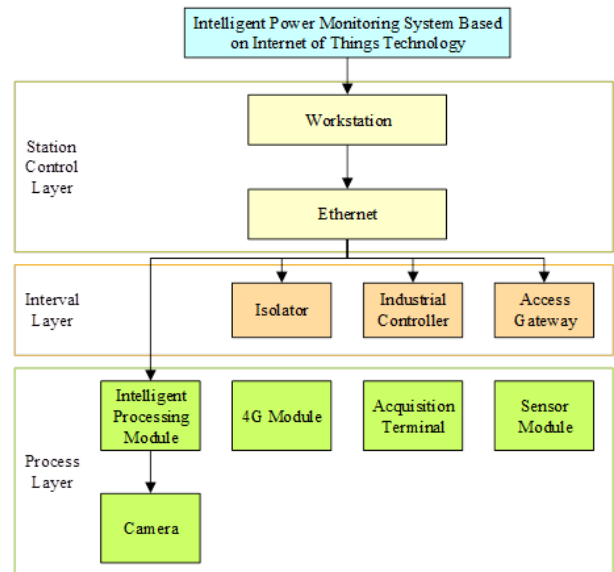 Intelligent Power Monitoring System Based
on Internet of Things Technology
Station
Control
Layer
Workstation
Ethernet
Interval
Layer
Isolator
Industrial
Controller
Access
Gateway
Process
Layer
Intelligent
Processing
Module
4G Module
Acquisition
Terminal
Sensor
Module
Camera